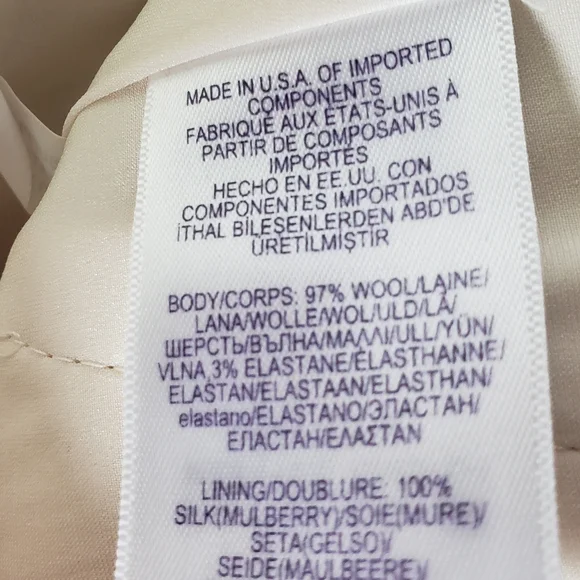 MADE IN U.S.A. OF IMPORTED
COMPONENTS
FABRIQUÉ AUX ÉTATS-UNIS À
PARTIR DE COMPOSANTS
IMPORTÉS
HECHO EN EE.UU. CON
COMPONENTES IMPORTADOS
İTHAL BİLEŞENLERDEN ABD'DE
ÜRETİLMİŞTİR
BODY/CORPS: 97% WOOL/LAINE/
LANA/WOLLE/WOL/ULD/LÃ/
ШЕРСТЬ/ВЪЛНА/ΜΑΛΛΙ/ULL/YÜN/
VLNA,3% ELASTANE/ÉLASTHANNE/
ELASTAN/ELASTAAN/ELASTHAN/
elastano/ELASTANO/ЭЛАСТАН/
ЕЛАСТАН/ΕΛΑΣΤΑΝ
LINING/DOUBLURE: 100%
SILK(MULBERRY)/SOIE(MURE)/
SETA(GELSO)/
SEIDE(MAULBEERE)/